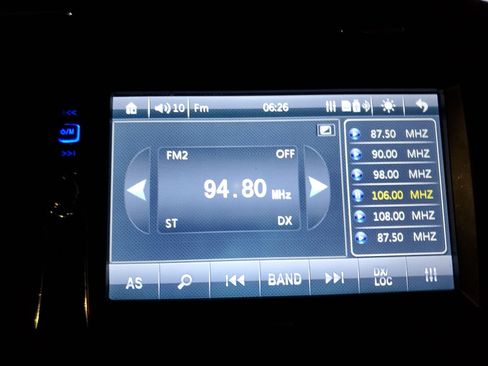 10 Fm 06:26
FM2 OFF
94.80 MHz
ST DX
87.50 MHZ
90.00 MHZ
98.00 MHZ
106.00 MHZ
108.00 MHZ
87.50 MHZ
O/M
AS BAND DX/
LOC